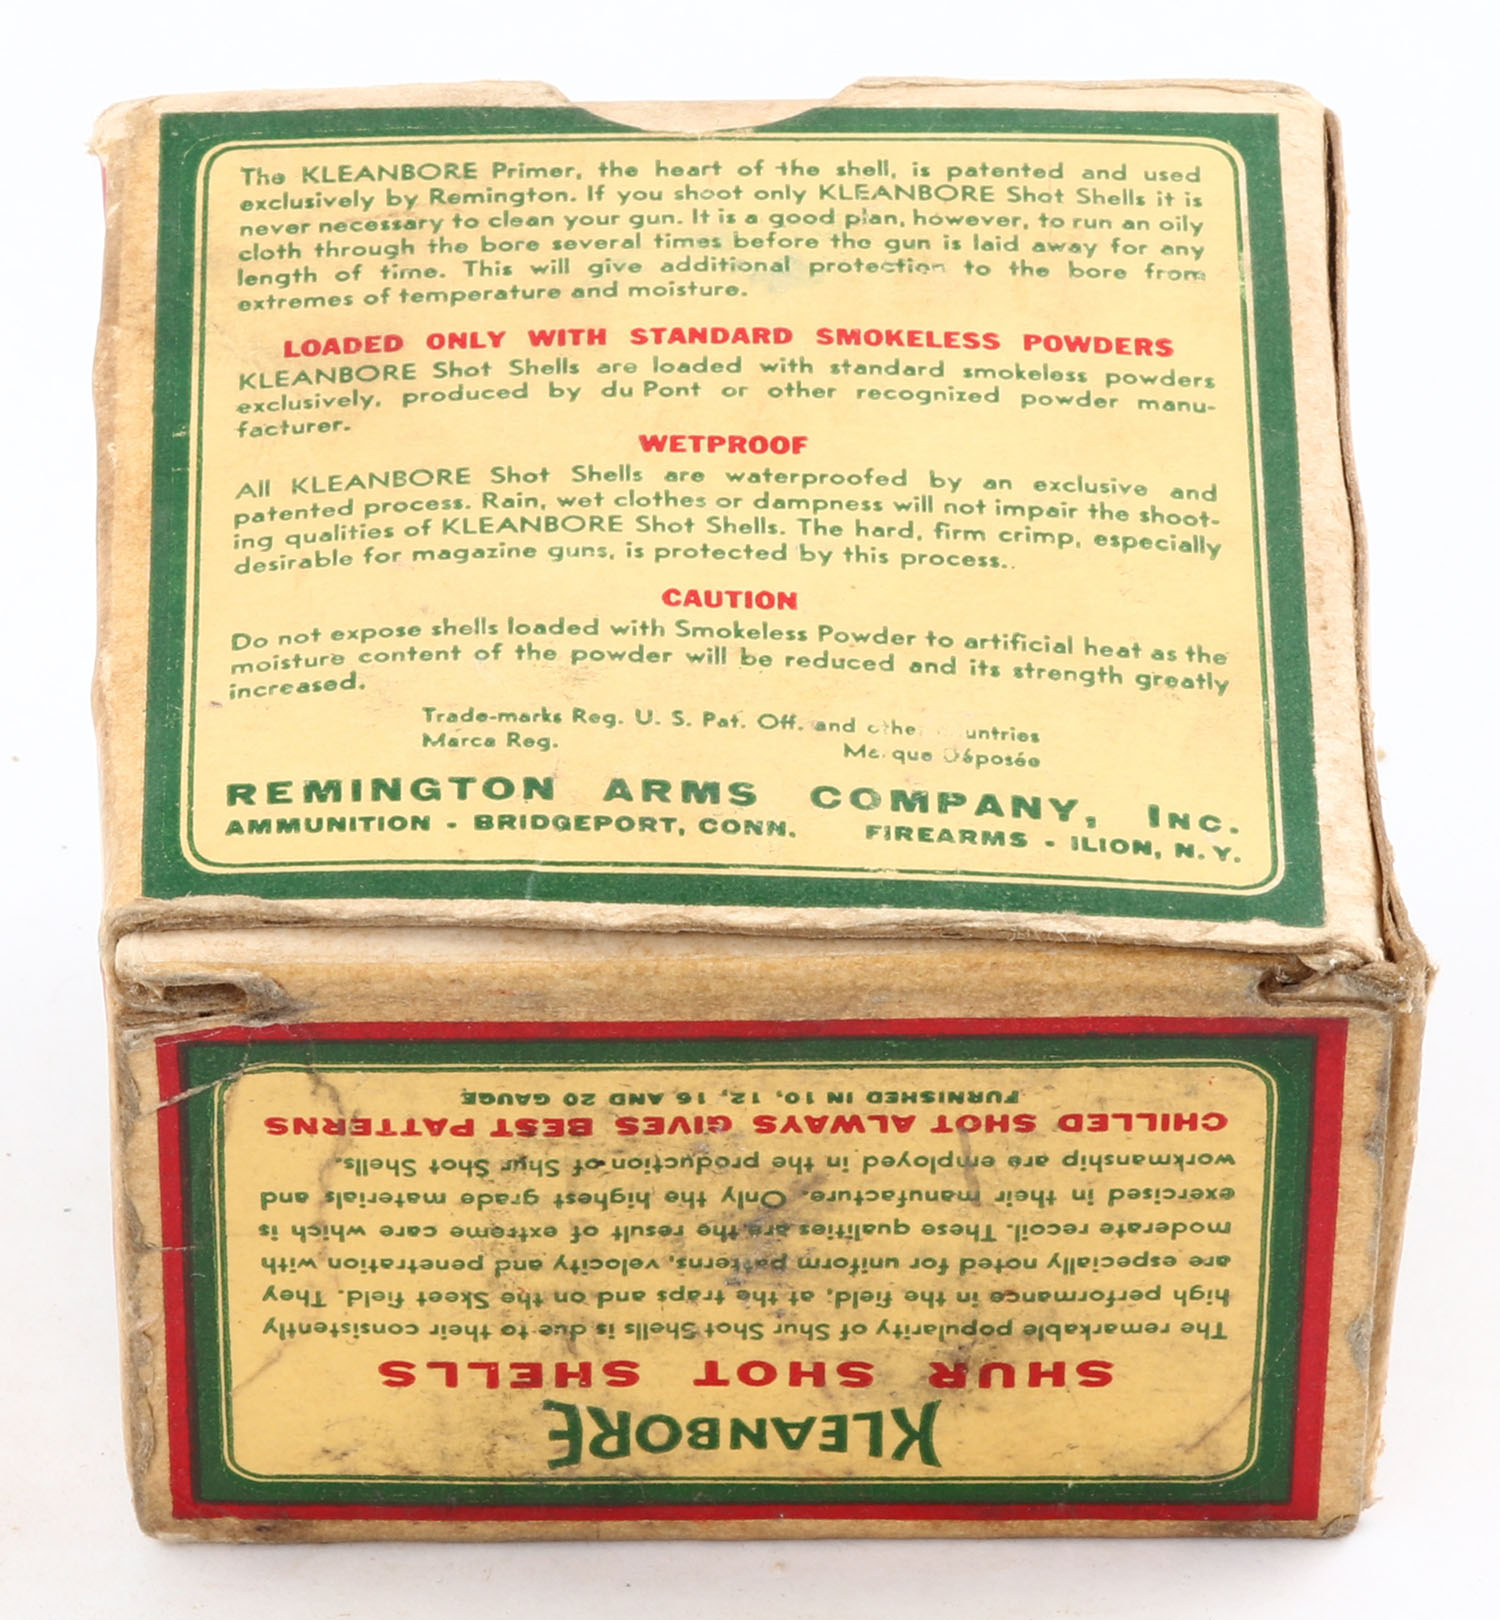 The KLEANBORE Primer, the heart of the shell, is patented and used
exclusively by Remington. If you shoot only KLEANBORE Shot Shells it is
never necessary to clean your gun. It is a good plan, however, to run an oily
cloth through the bore several times before the gun is laid away for any
length of time. This will give additional protection to the bore from
extremes of temperature and moisture.
LOADED ONLY WITH STANDARD SMOKELESS POWDERS
KLEANBORE Shot Shells are loaded with standard smokeless powders
exclusively, produced by du Pont or other recognized powder manu-
facturer.
WETPROOF
All KLEANBORE Shot Shells are waterproofed by an exclusive and
patented process. Rain, wet clothes or dampness will not impair the shoot-
ing qualities of KLEANBORE Shot Shells. The hard, firm crimp, especially
desirable for magazine guns, is protected by this process..
CAUTION
Do not expose shells loaded with Smokeless Powder to artificial heat as the
moisture content of the powder will be reduced and its strength greatly
increased.
Trade-marks Reg. U. S. Pat. Off. and other countries
Marca Reg. Marque Déposée
REMINGTON ARMS COMPANY, INC.
AMMUNITION - BRIDGEPORT, CONN. FIREARMS - ILION, N. Y.
KLEANBORE
SHUR SHOT SHELLS
The remarkable popularity of Shur Shot Shells is due to their consistently
high performance in the field, at the traps and on the Skeet field. They
are especially noted for uniform patterns, velocity and penetration with
moderate recoil. These qualities are the result of extreme care which is
exercised in their manufacture. Only the highest grade materials and
workmanship are employed in the production of Shur Shot Shells.
CHILLED SHOT ALWAYS GIVES BEST PATTERNS
FURNISHED IN 10, 12, 16 AND 20 GAUGE